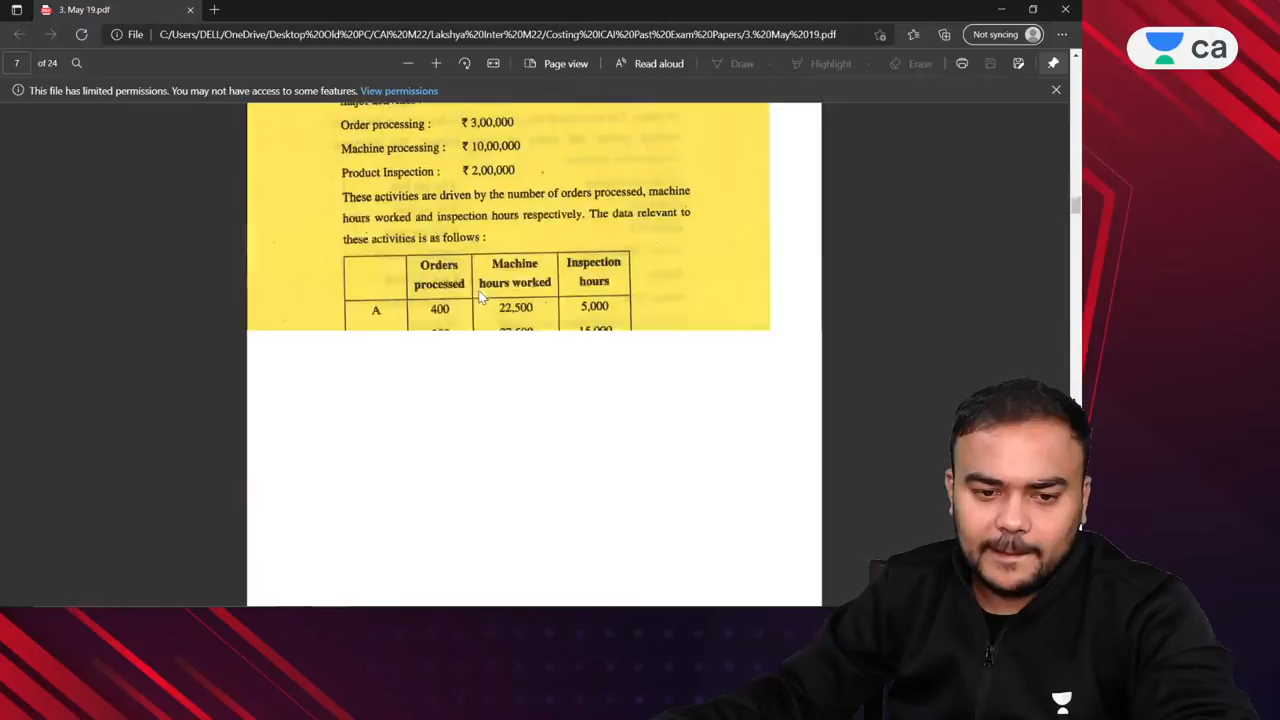 3. May 19.pdf
File
C:/Users/DELL/OneDrive/Desktop%20Old%20PC/CA%20M22/Lakshya%20Inter%20M22/Costing%20ICAI%20Past%20Exam%20Papers/3.%20May%2019.pdf
Not syncing
7 of 24
Page view
Read aloud
Draw
Highlight
Erase
This file has limited permissions. You may not have access to some features. View permissions
ca
major
Order processing : ₹ 3,00,000
Machine processing : ₹ 10,00,000
Product Inspection : ₹ 2,00,000
These activities are driven by the number of orders processed, machine
hours worked and inspection hours respectively. The data relevant to
these activities is as follows :
Orders processed
Machine hours worked
Inspection hours
A 400 22,500 5,000
15,000